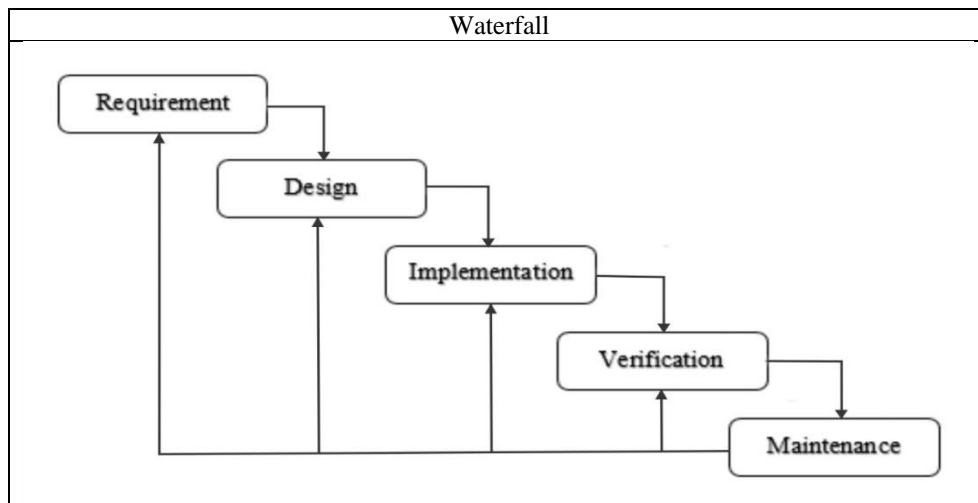 Waterfall
Requirement
Design
Implementation
Verification
Maintenance